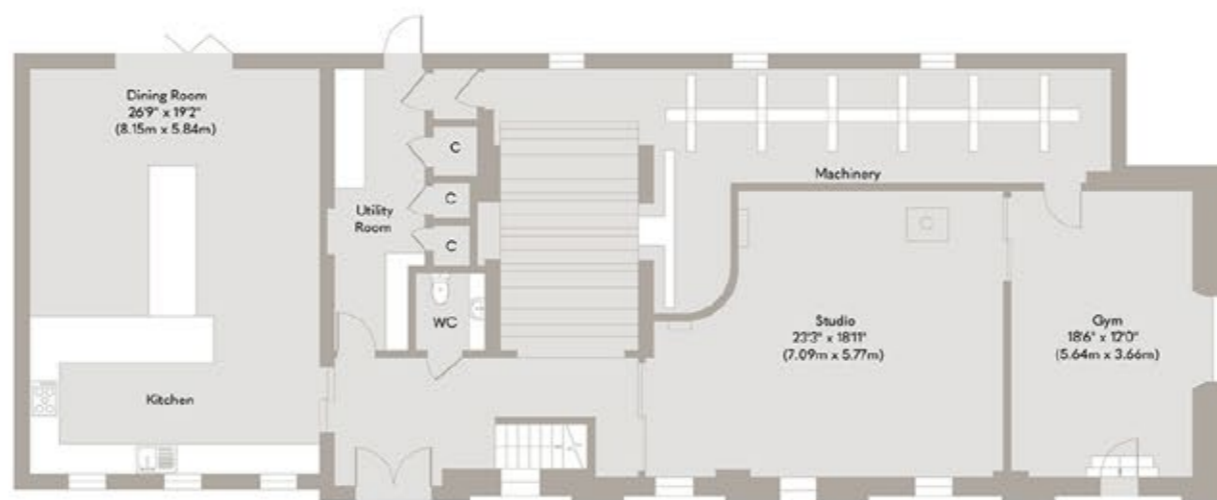 Dining Room
26'9" x 19'2"
(8.15m x 5.84m)
Kitchen
Utility
Room
C
C
C
WC
Machinery
Studio
23'3" x 18'11"
(7.09m x 5.77m)
Gym
18'6" x 12'0"
(5.64m x 3.66m)